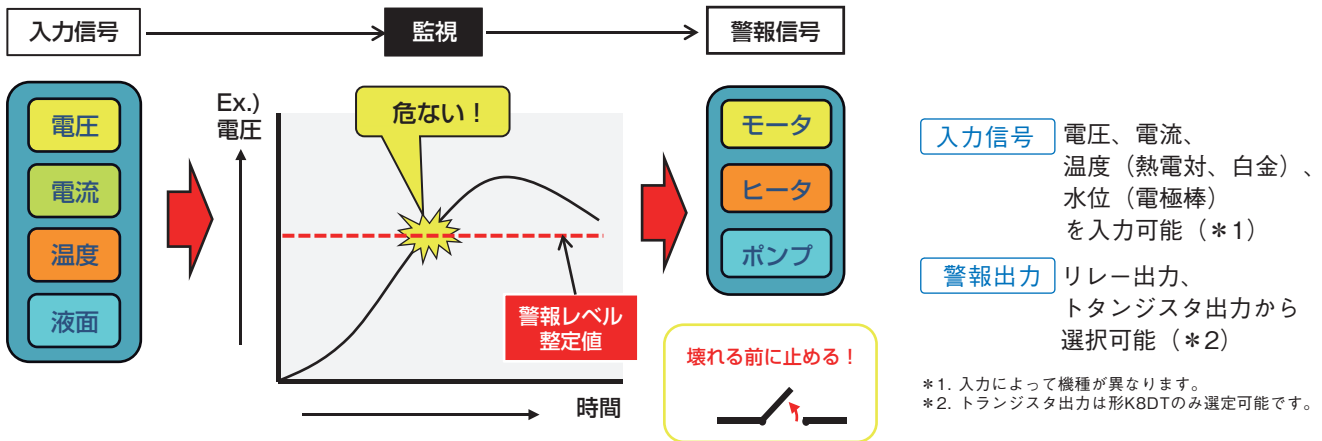 入力信号
監視
警報信号
電圧
電流
温度
液面
Ex.)
電圧
危ない！
警報レベル
整定値
時間
モータ
ヒータ
ポンプ
壊れる前に止める！
入力信号 電圧、電流、
温度（熱電対、白金）、
水位（電極棒）
を入力可能（＊1）
警報出力 リレー出力、
トタンジスタ出力から
選択可能（＊2）
＊1. 入力によって機種が異なります。
＊2. トランジスタ出力は形K8DTのみ選定可能です。